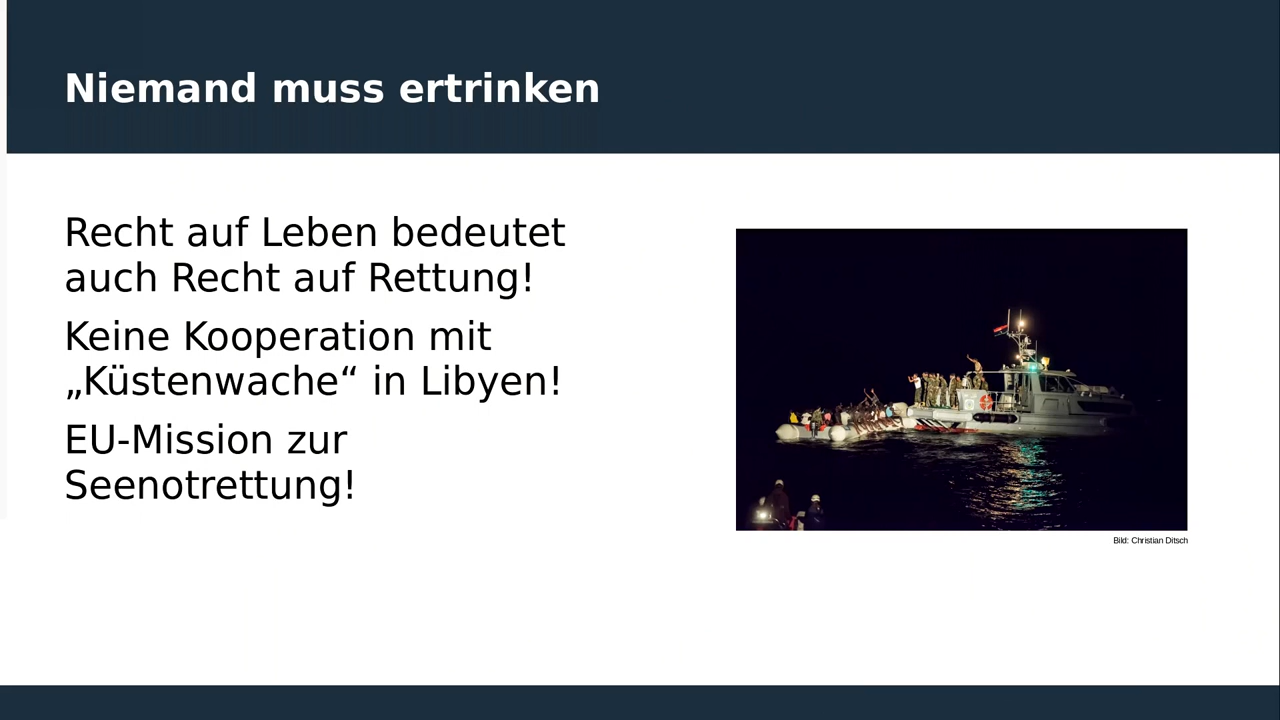 Niemand muss ertrinken
Recht auf Leben bedeutet
auch Recht auf Rettung!
Keine Kooperation mit
„Küstenwache“ in Libyen!
EU-Mission zur
Seenotrettung!
Bild: Christian Ditsch